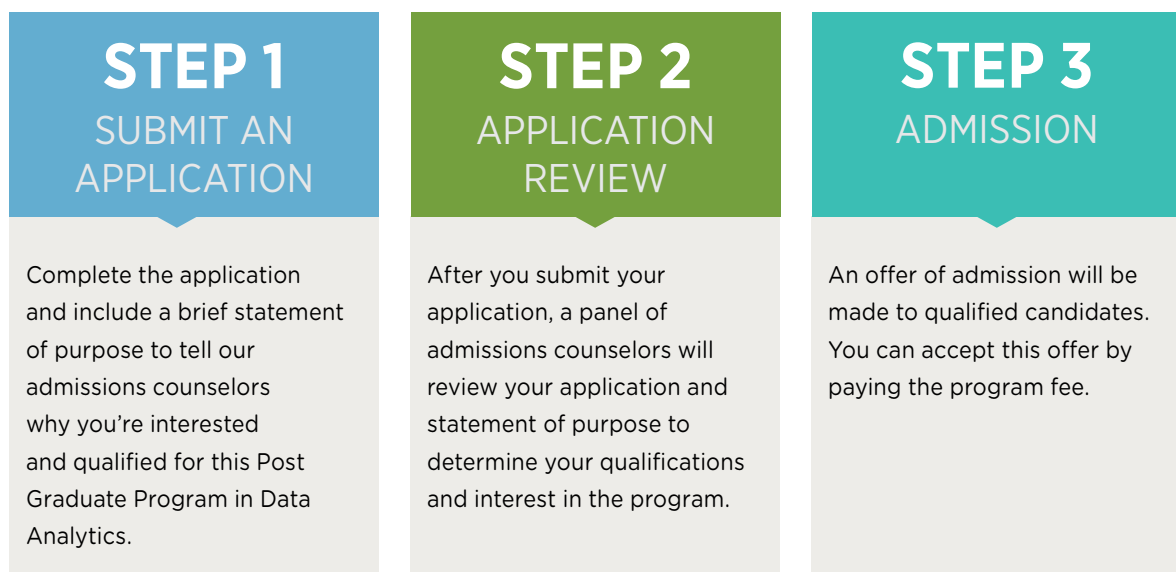 STEP 1
SUBMIT AN
APPLICATION
Complete the application
and include a brief statement
of purpose to tell our
admissions counselors
why you’re interested
and qualified for this Post
Graduate Program in Data
Analytics.
STEP 2
APPLICATION
REVIEW
After you submit your
application, a panel of
admissions counselors will
review your application and
statement of purpose to
determine your qualifications
and interest in the program.
STEP 3
ADMISSION
An offer of admission will be
made to qualified candidates.
You can accept this offer by
paying the program fee.